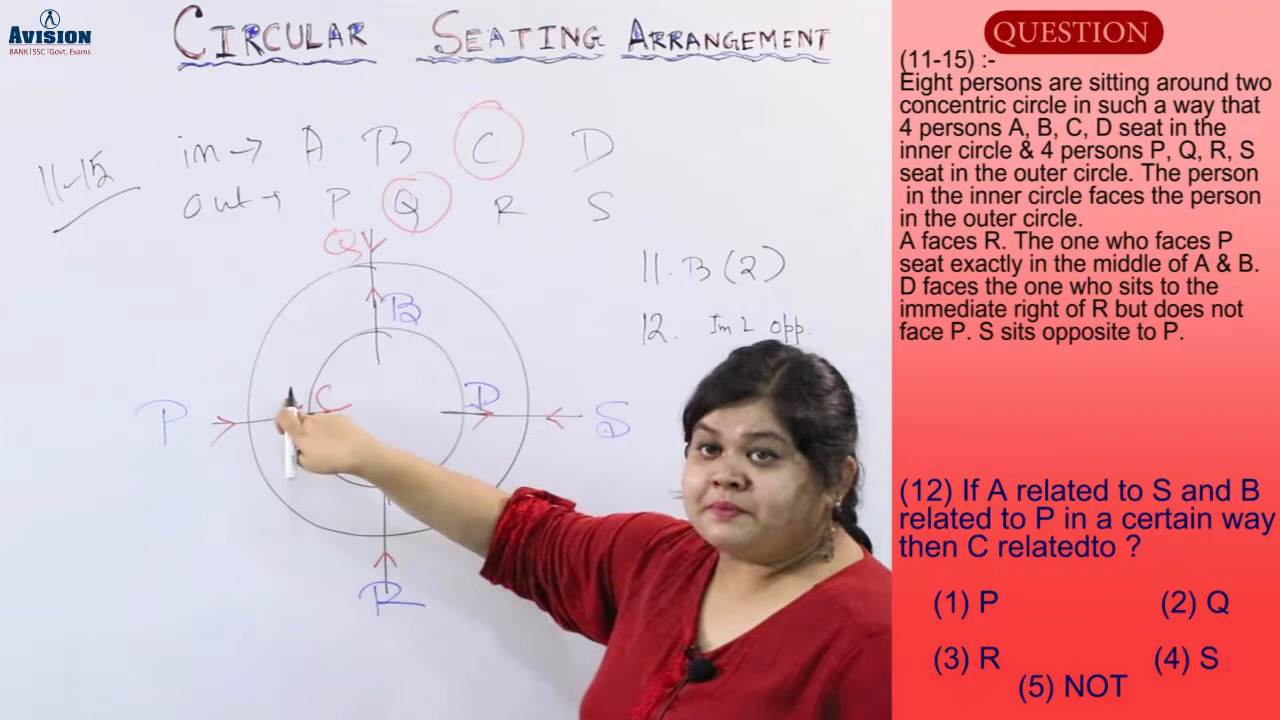 AVISION
BANK|SSC|Govt. Exams
CIRCULAR SEATING ARRANGEMENT
11-15
in→ A B C D
out→ P Q R S
Q
B
P
C
D
S
R
11. B (2)
12. Im L opp.
QUESTION
(11-15) :-
Eight persons are sitting around two
concentric circle in such a way that
4 persons A, B, C, D seat in the
inner circle & 4 persons P, Q, R, S
seat in the outer circle. The person
in the inner circle faces the person
in the outer circle.
A faces R. The one who faces P
seat exactly in the middle of A & B.
D faces the one who sits to the
immediate right of R but does not
face P. S sits opposite to P.
(12) If A related to S and B
related to P in a certain way
then C relatedto ?
(1) P (2) Q
(3) R (4) S
(5) NOT